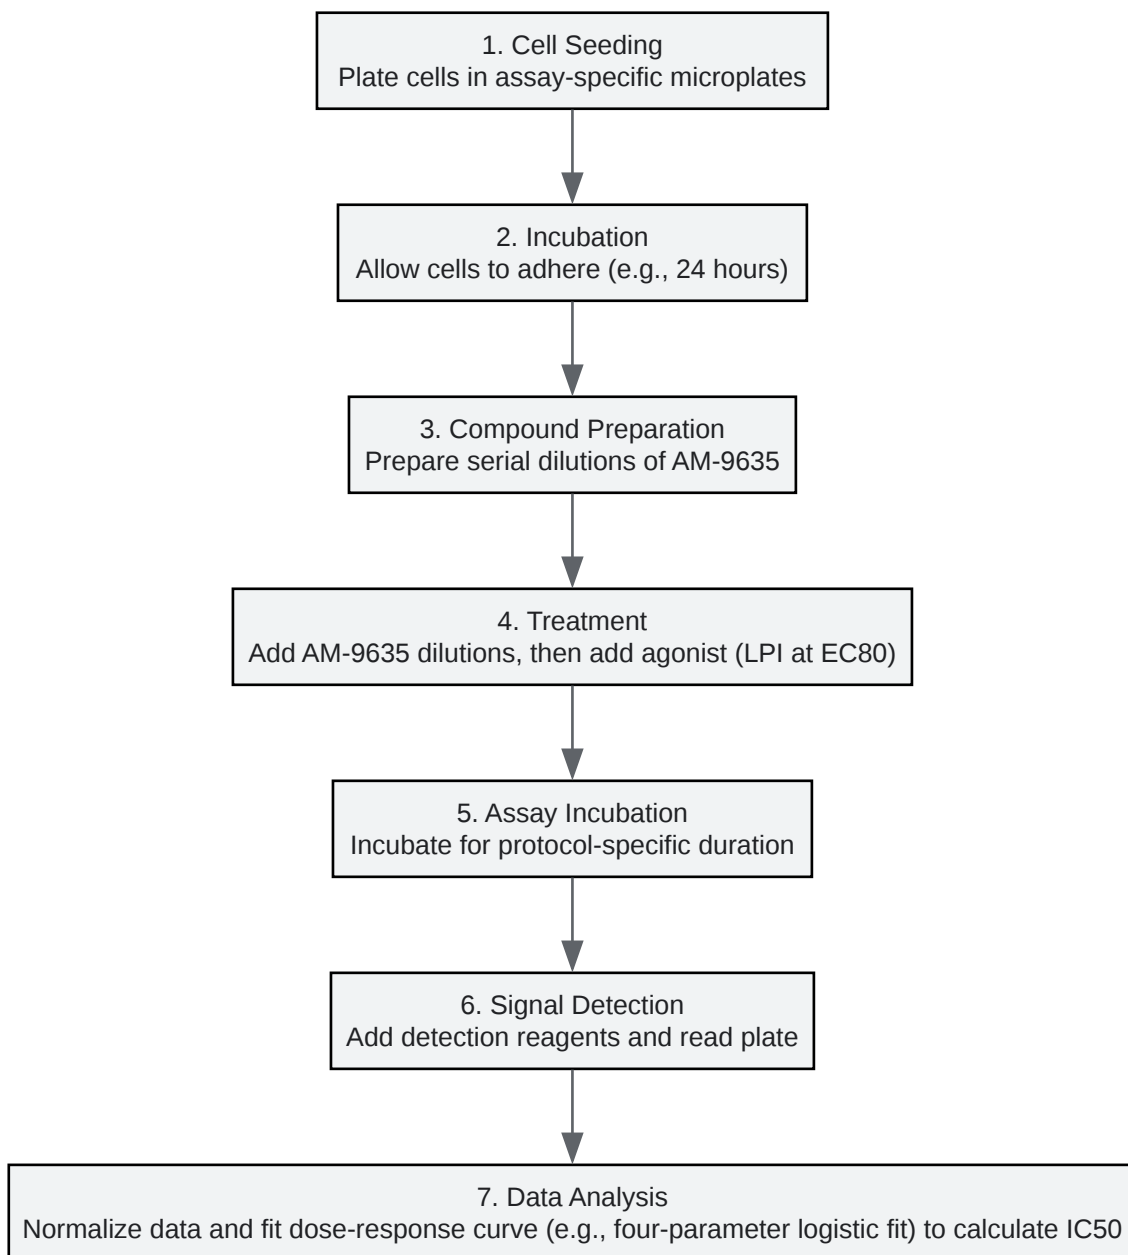 1. Cell Seeding
Plate cells in assay-specific microplates
2. Incubation
Allow cells to adhere (e.g., 24 hours)
3. Compound Preparation
Prepare serial dilutions of AM-9635
4. Treatment
Add AM-9635 dilutions, then add agonist (LPI at EC80)
5. Assay Incubation
Incubate for protocol-specific duration
6. Signal Detection
Add detection reagents and read plate
7. Data Analysis
Normalize data and fit dose-response curve (e.g., four-parameter logistic fit) to calculate IC50